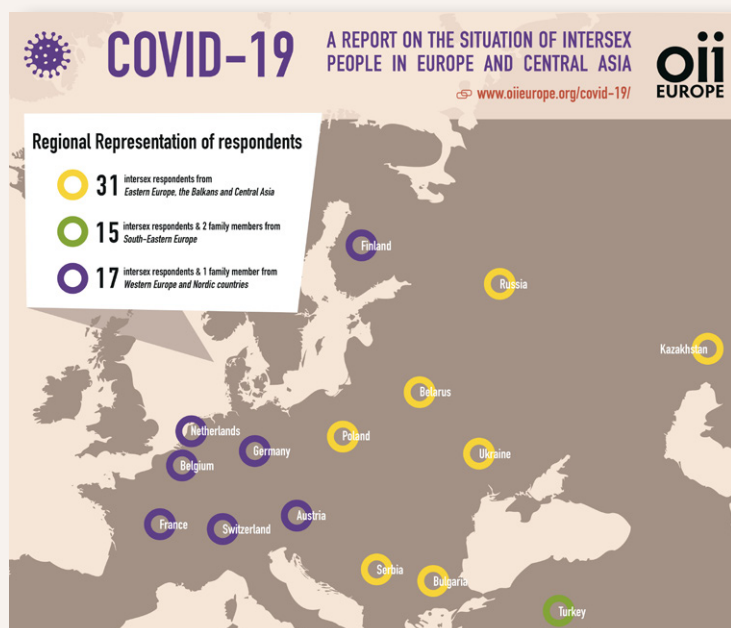 COVID-19
A REPORT ON THE SITUATION OF INTERSEX
PEOPLE IN EUROPE AND CENTRAL ASIA
www.oiieurope.org/covid-19/
oii
EUROPE
Regional Representation of respondents
31 intersex respondents from
Eastern Europe, the Balkans and Central Asia
15 intersex respondents & 2 family members from
South-Eastern Europe
17 intersex respondents & 1 family member from
Western Europe and Nordic countries
Finland
Russia
Kazakhstan
Belarus
Netherlands
Poland
Germany
Ukraine
Belgium
Austria
France
Switzerland
Serbia
Bulgaria
Turkey